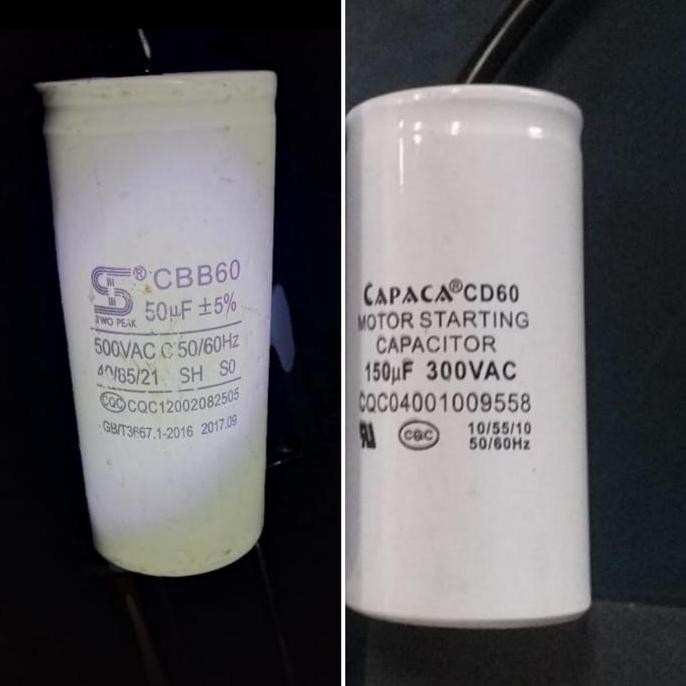 ® CBB60
TWO PEAK 50μF ±5%
500VAC C 50/60Hz
40/85/21 SH S0
CQC CQC12002082505
GB/T3667.1-2016 2017.09
CAPACA® CD60
MOTOR STARTING
CAPACITOR
150μF 300VAC
CQC04001009558
RU CQC 10/55/10
50/60Hz